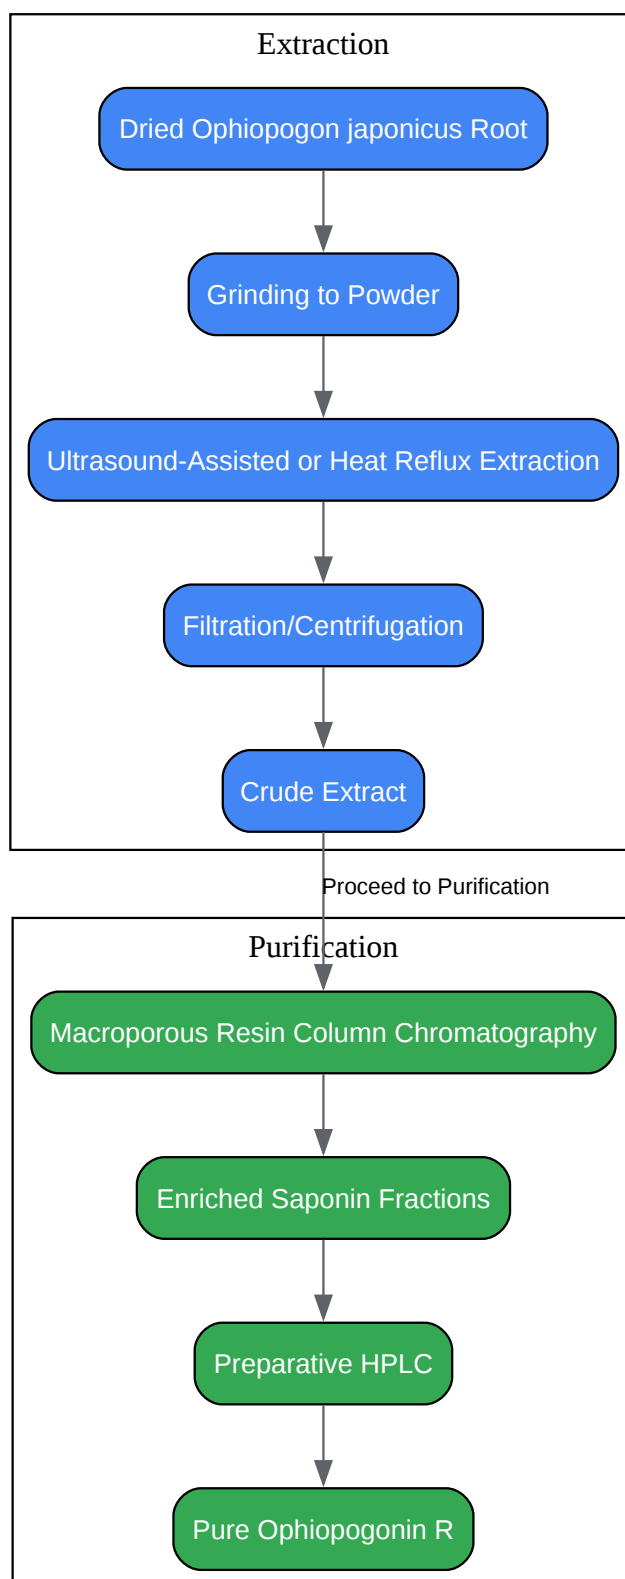 Extraction
Dried Ophiopogon japonicus Root
Grinding to Powder
Ultrasound-Assisted or Heat Reflux Extraction
Filtration/Centrifugation
Crude Extract
Proceed to Purification
Purification
Macroporous Resin Column Chromatography
Enriched Saponin Fractions
Preparative HPLC
Pure Ophiopogonin R